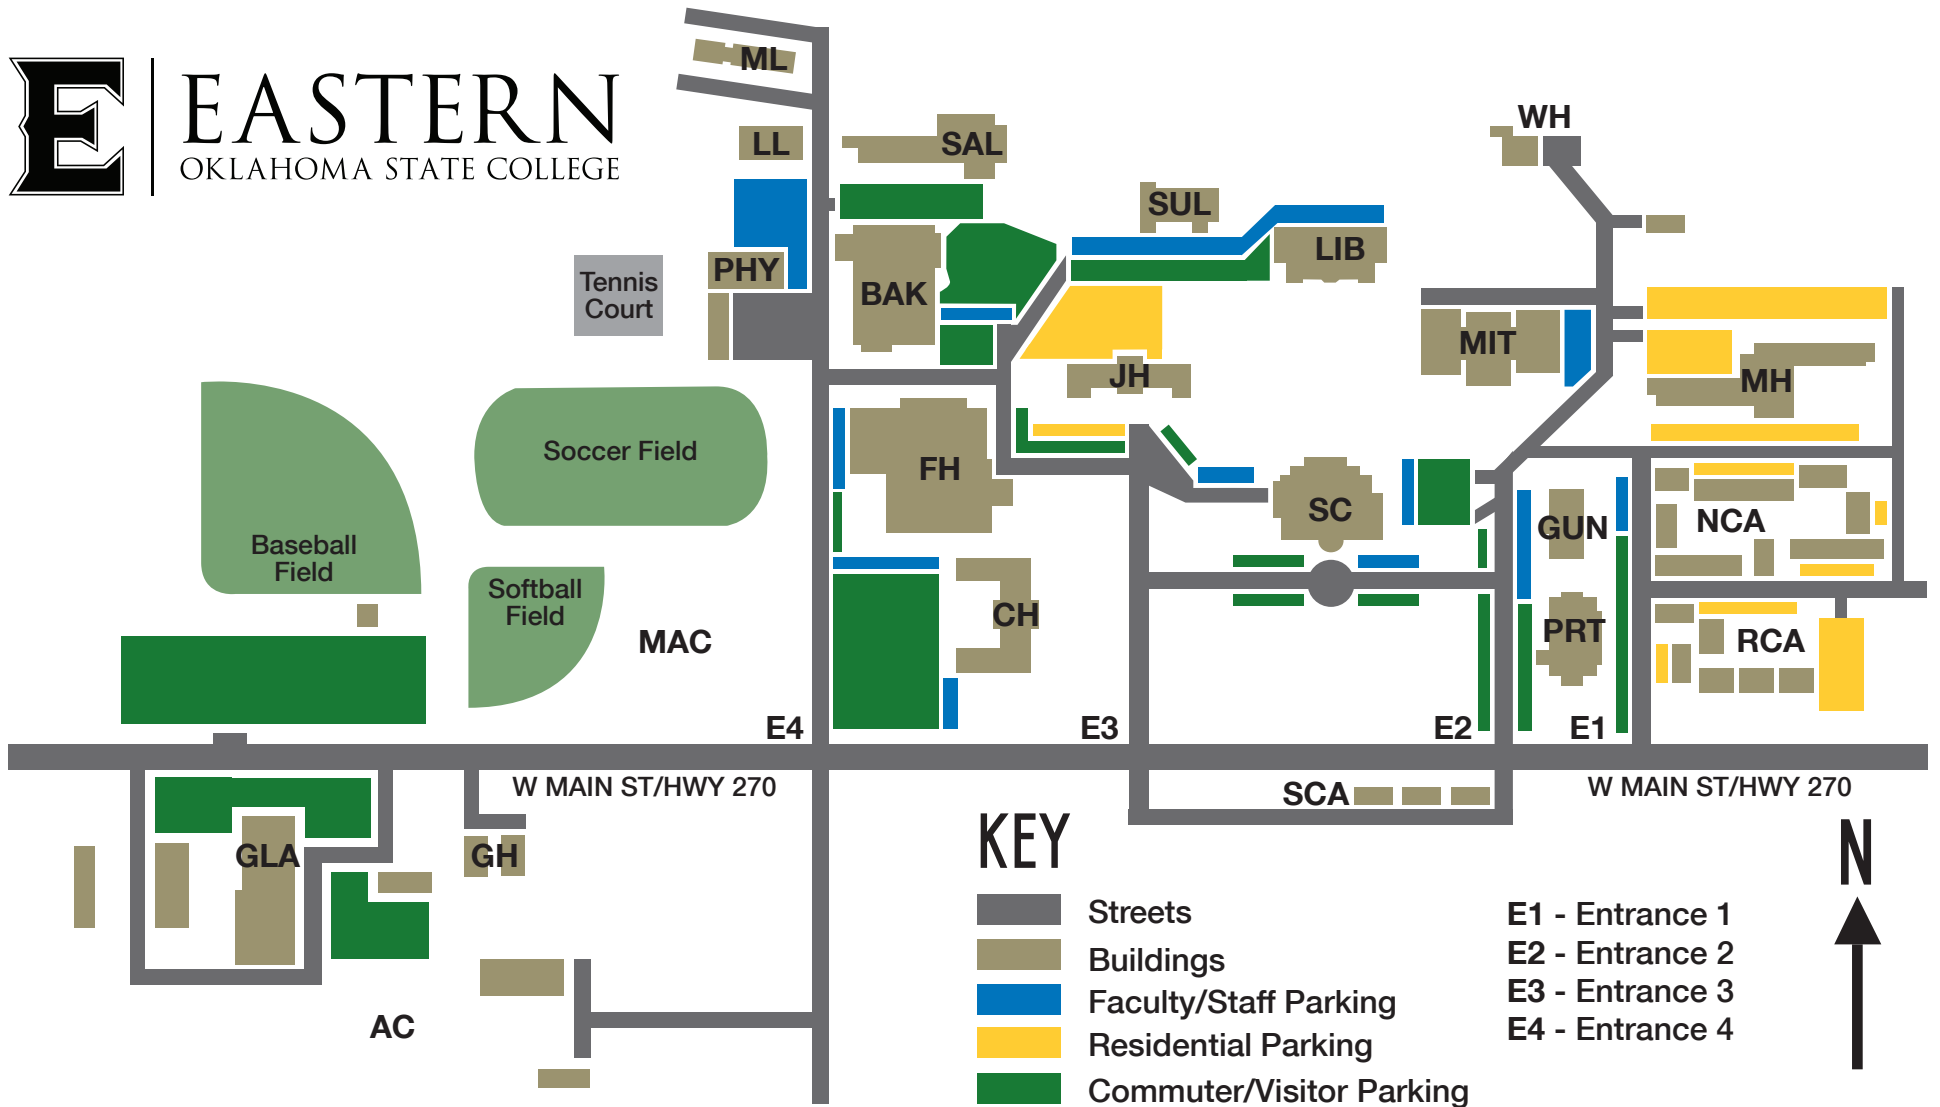 E
EASTERN
OKLAHOMA STATE COLLEGE
ML
LL
SAL
WH
SUL
LIB
PHY
BAK
Tennis
Court
MIT
JH
MH
Soccer Field
FH
SC
GUN
NCA
Baseball
Field
Softball
Field
CH
PRT
MAC
RCA
E4
E3
E2
E1
W MAIN ST/HWY 270
W MAIN ST/HWY 270
SCA
GLA
GH
AC
KEY
Streets
Buildings
Faculty/Staff Parking
Residential Parking
Commuter/Visitor Parking
E1 - Entrance 1
E2 - Entrance 2
E3 - Entrance 3
E4 - Entrance 4
N